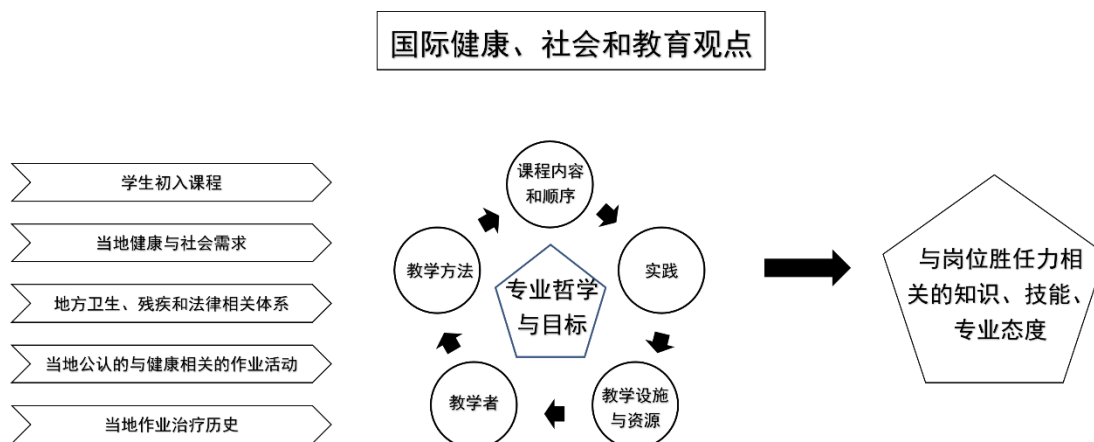 国际健康、社会和教育观点
学生初入课程
当地健康与社会需求
地方卫生、残疾和法律相关体系
当地公认的与健康相关的作业活动
当地作业治疗历史
课程内容
和顺序
实践
教学设施
与资源
教学者
教学方法
专业哲学
与目标
与岗位胜任力相
关的知识、技能、
专业态度